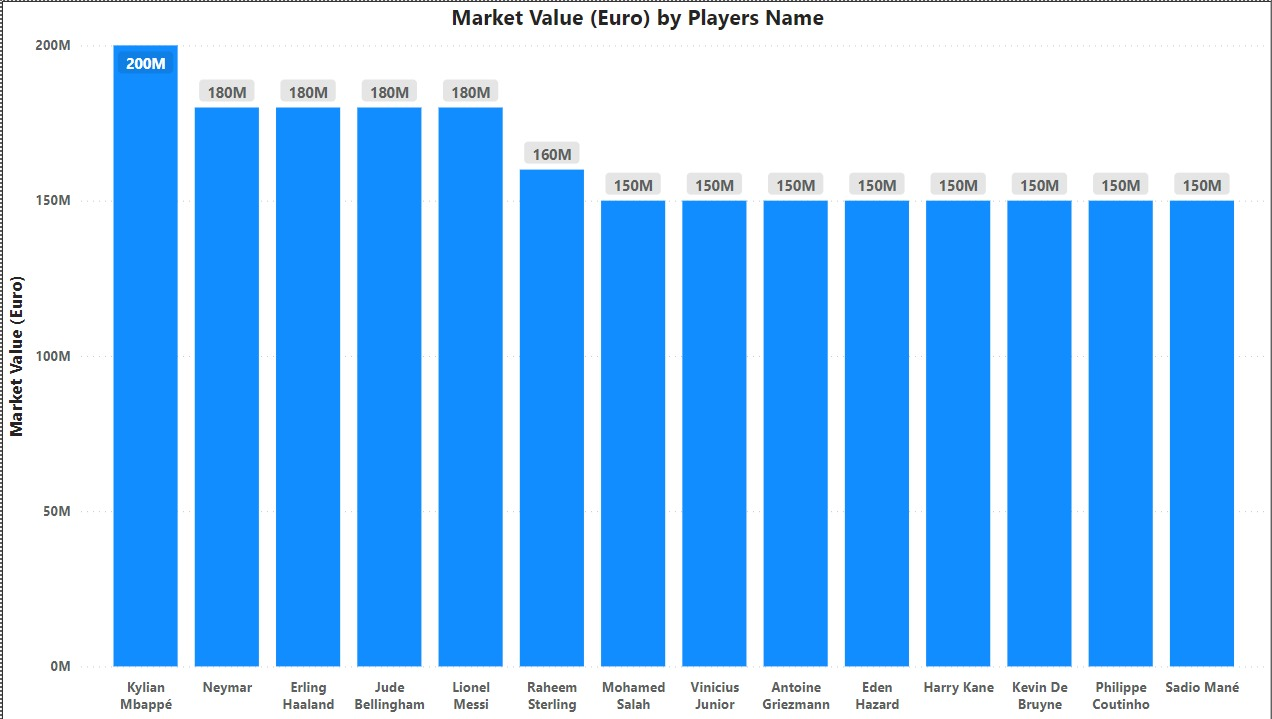 Market Value (Euro) by Players Name
Market Value (Euro)
200M
150M
100M
50M
0M
200M
180M
180M
180M
180M
160M
150M
150M
150M
150M
150M
150M
150M
150M
Kylian
Mbappé
Neymar
Erling
Haaland
Jude
Bellingham
Lionel
Messi
Raheem
Sterling
Mohamed
Salah
Vinicius
Junior
Antoine
Griezmann
Eden
Hazard
Harry Kane
Kevin De
Bruyne
Philippe
Coutinho
Sadio Mané